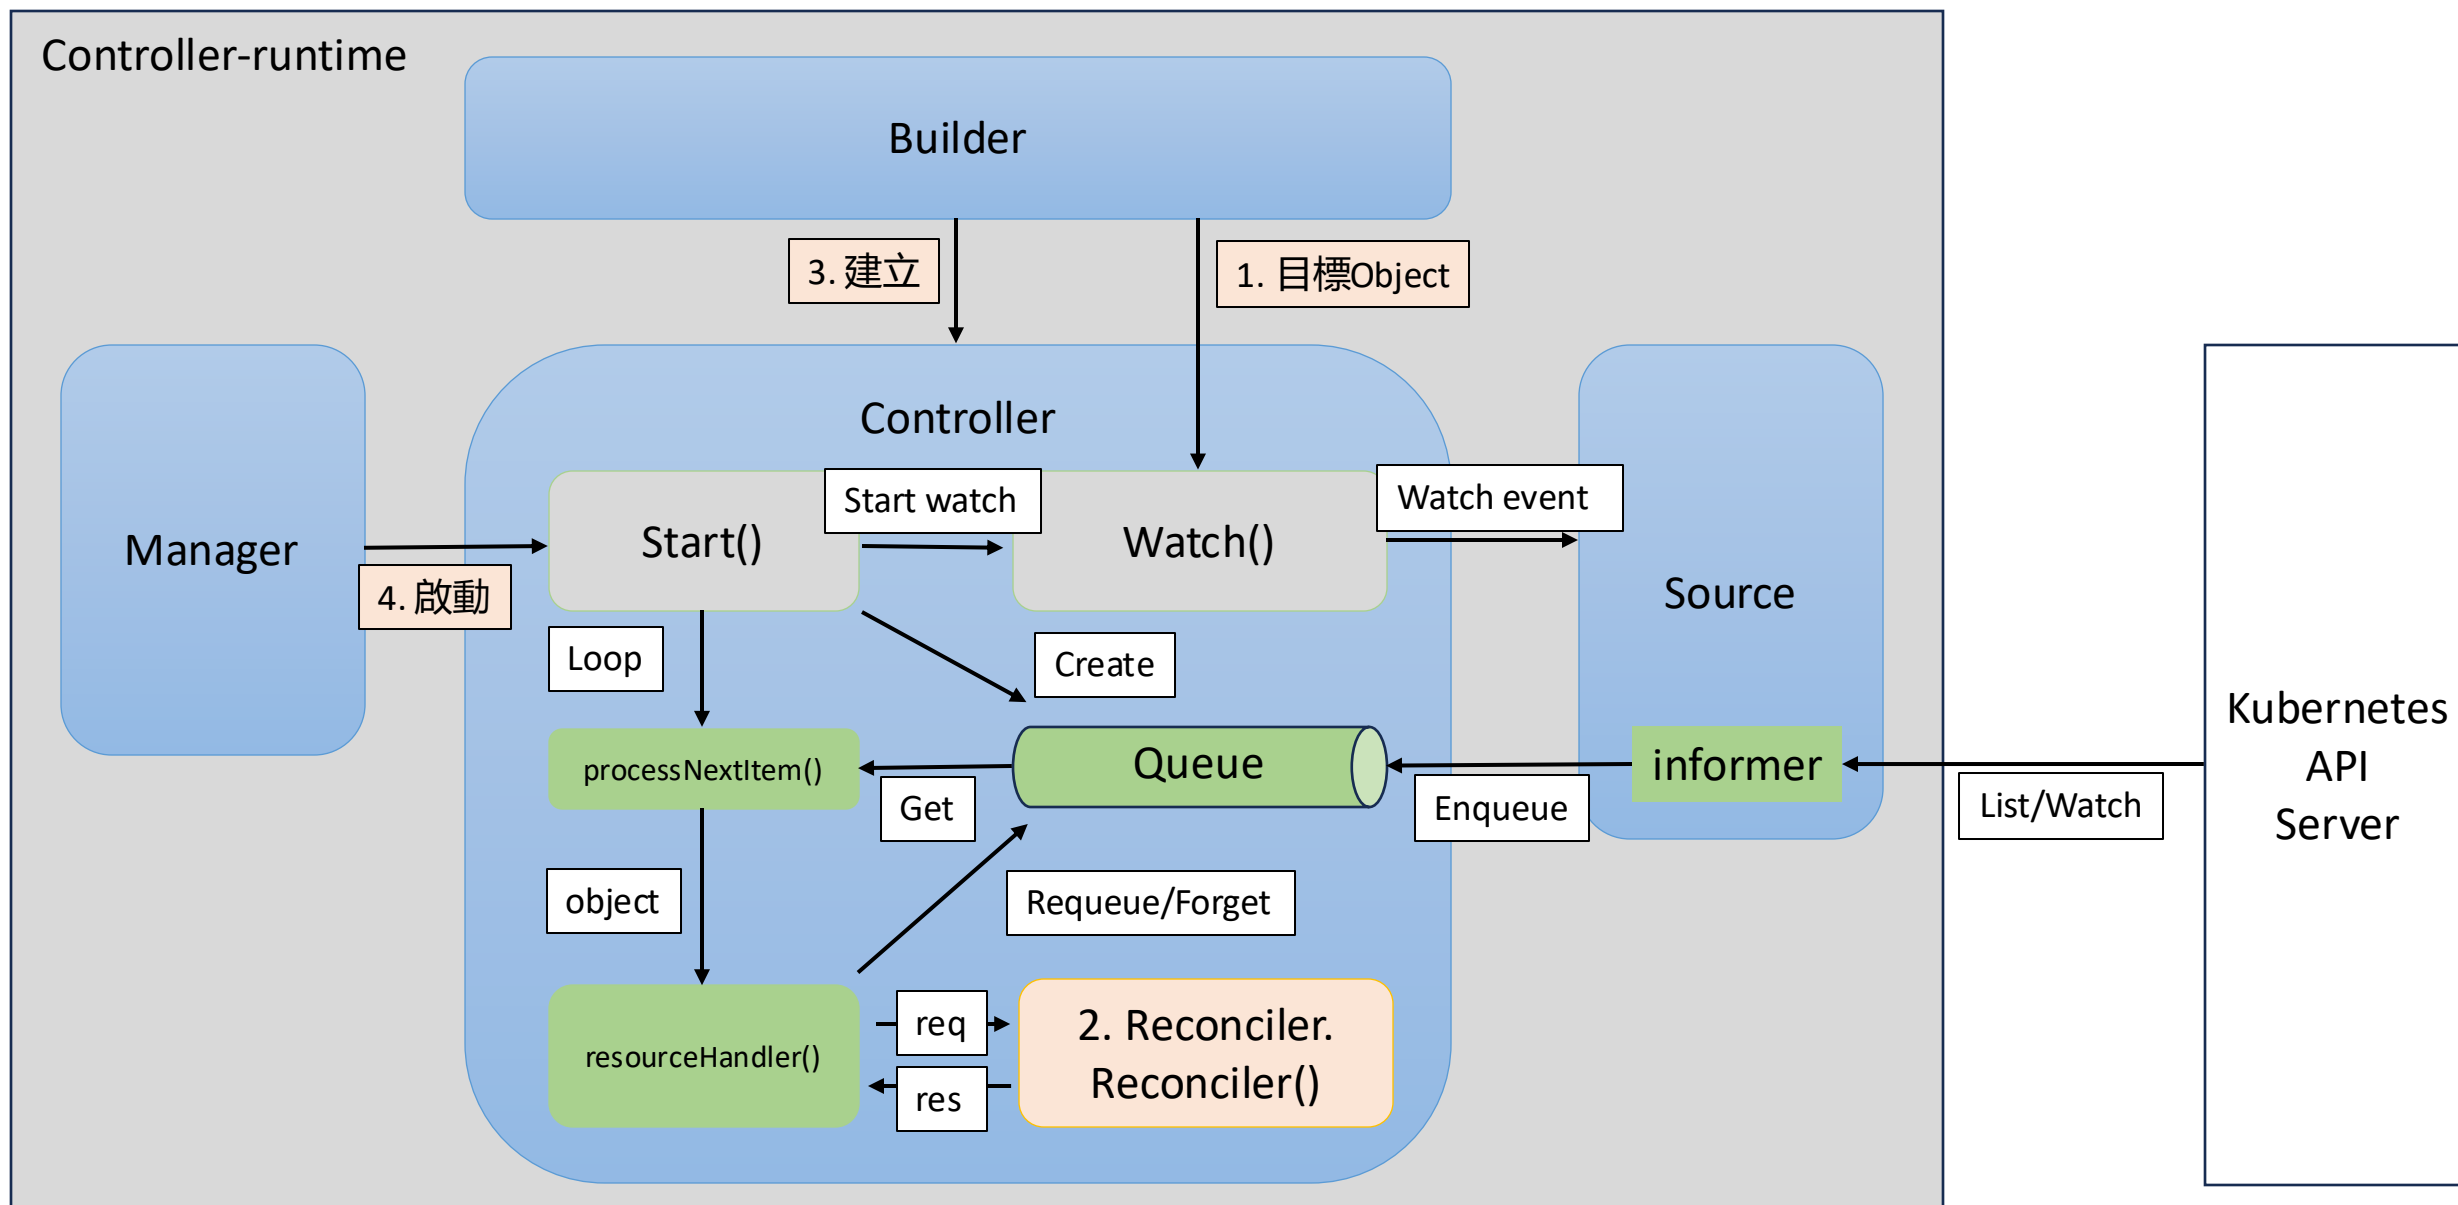 Controller-runtime
Builder
3. 建立
1. 目標Object
Controller
Manager
4. 啟動
Start()
Start watch
Watch()
Watch event
Source
Loop
Create
Kubernetes
API
Server
processNextItem()
Get
Queue
Enqueue
informer
List/Watch
object
Requeue/Forget
resourceHandler()
req
res
2. Reconciler.
Reconciler()